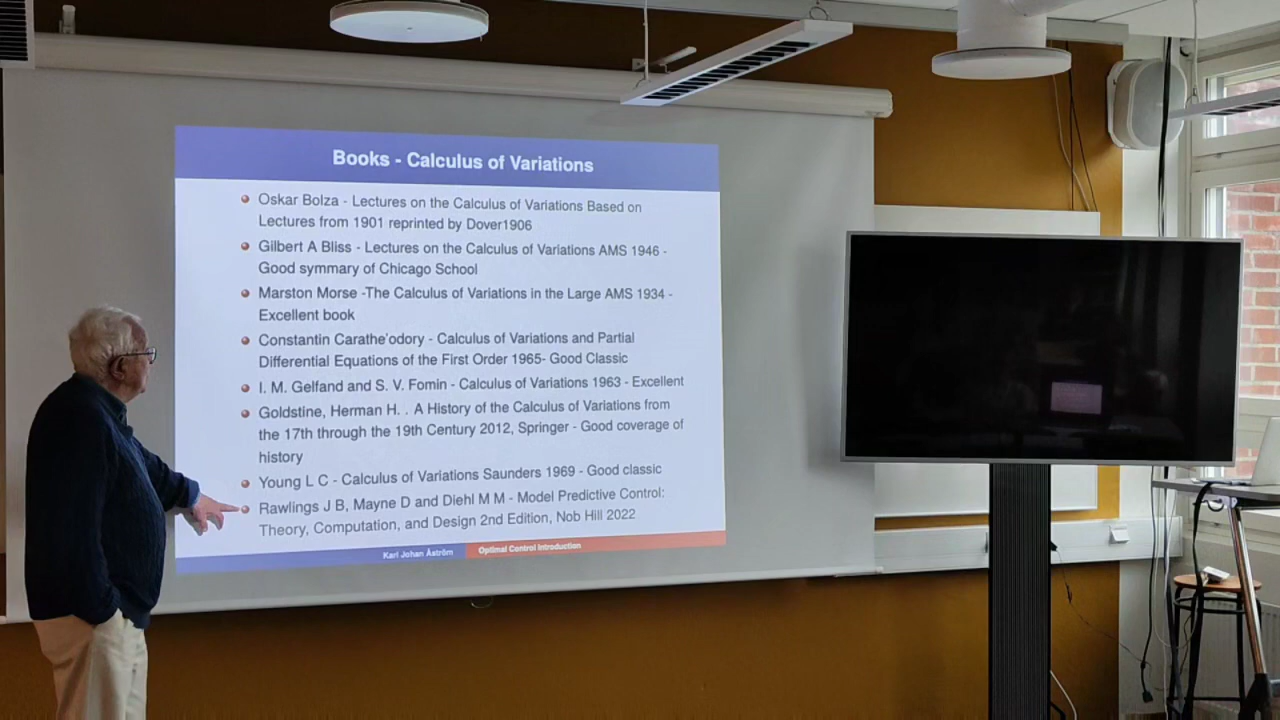 Books - Calculus of Variations
Oskar Bolza - Lectures on the Calculus of Variations Based on
Lectures from 1901 reprinted by Dover1906
Gilbert A Bliss - Lectures on the Calculus of Variations AMS 1946 -
Good symmary of Chicago School
Marston Morse -The Calculus of Variations in the Large AMS 1934 -
Excellent book
Constantin Carathe'odory - Calculus of Variations and Partial
Differential Equations of the First Order 1965- Good Classic
I. M. Gelfand and S. V. Fomin - Calculus of Variations 1963 - Excellent
Goldstine, Herman H. . A History of the Calculus of Variations from
the 17th through the 19th Century 2012, Springer - Good coverage of
history
Young L C - Calculus of Variations Saunders 1969 - Good classic
Rawlings J B, Mayne D and Diehl M M - Model Predictive Control:
Theory, Computation, and Design 2nd Edition, Nob Hill 2022
Karl Johan Åström Optimal Control Introduction